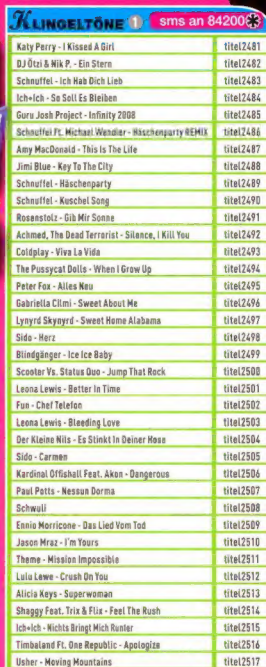 KLINGELTÖNE 1 sms an 84200*
Katy Perry - I Kissed A Girl titel2481
DJ Ötzi & Nik P. - Ein Stern titel2482
Schnuffel - Ich Hab Dich Lieb titel2483
Ich+Ich - So Soll Es Bleiben titel2484
Guru Josh Project - Infinity 2008 titel2485
Schnuffel Ft. Michael Wendler - Häschenparty REMIX titel2486
Amy MacDonald - This Is The Life titel2487
Jimi Blue - Key To The City titel2488
Schnuffel - Häschenparty titel2489
Schnuffel - Kuschel Song titel2490
Rosenstolz - Gib Mir Sonne titel2491
Achmed, The Dead Terrorist - Silence, I Kill You titel2492
Coldplay - Viva La Vida titel2493
The Pussycat Dolls - When I Grow Up titel2494
Peter Fox - Alles Neu titel2495
Gabriella Cilmi - Sweet About Me titel2496
Lynyrd Skynyrd - Sweet Home Alabama titel2497
Sido - Herz titel2498
Blindgänger - Ice Ice Baby titel2499
Scooter Vs. Status Quo - Jump That Rock titel2500
Leona Lewis - Better In Time titel2501
Fun - Chef Telefon titel2502
Leona Lewis - Bleeding Love titel2503
Der Kleine Nils - Es Stinkt In Deiner Hose titel2504
Sido - Carmen titel2505
Kardinal Offishall Feat. Akon - Dangerous titel2506
Paul Potts - Nessun Dorma titel2507
Schwuli titel2508
Ennio Morricone - Das Lied Vom Tod titel2509
Jason Mraz - I'm Yours titel2510
Theme - Mission Impossible titel2511
Lulu Lewe - Crush On You titel2512
Alicia Keys - Superwoman titel2513
Shaggy Feat. Trix & Flix - Feel The Rush titel2514
Ich+Ich - Nichts Bringt Mich Runter titel2515
Timbaland Ft. One Republic - Apologize titel2516
Usher - Moving Mountains titel2517